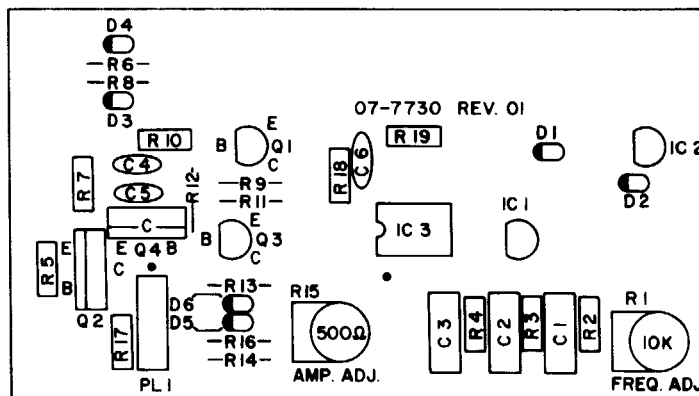 D4
R6
R8
D3
07-7730 REV. 01
R10
E
B Q1
C
R19
D1
IC 2
C4
R7
C5
R12
R9
R11
R18
C6
D2
C
E Q4 B
C
E
B Q3
C
IC 3
IC 1
R5
E
B
Q2
R13
D6
D5
R16
R14
R17
PL1
R15
500Ω
AMP. ADJ.
C3
R4
C2
R3
C1
R2
R1
10K
FREQ. ADJ.